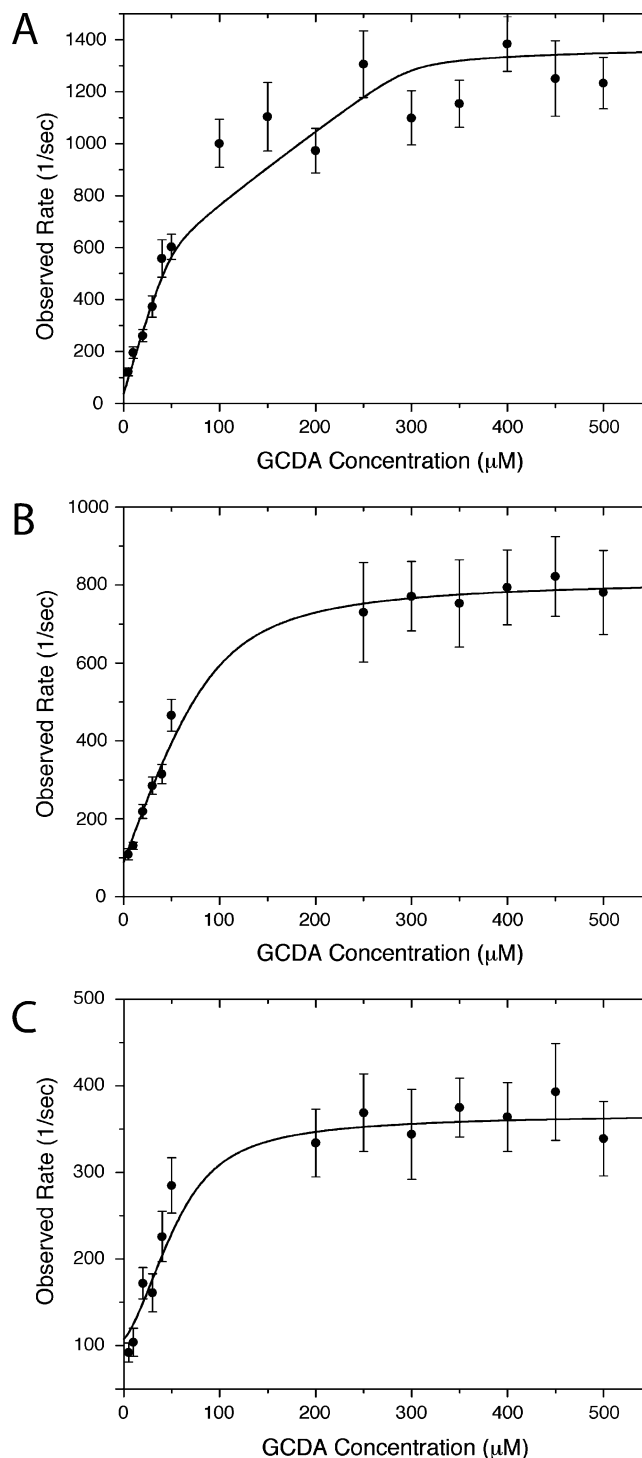 A
1400
1200
1000
800
600
400
200
0
Observed Rate (1/sec)
0 100 200 300 400 500
GCDA Concentration (μM)
B
1000
800
600
400
200
0
Observed Rate (1/sec)
0 100 200 300 400 500
GCDA Concentration (μM)
C
500
400
300
200
100
Observed Rate (1/sec)
0 100 200 300 400 500
GCDA Concentration (μM)